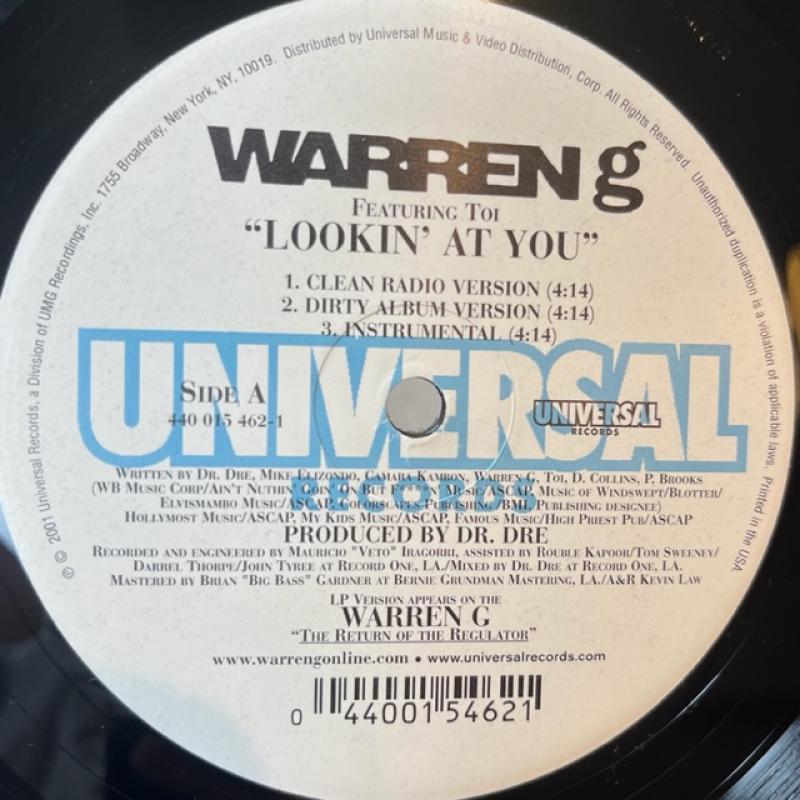 ℗ © 2001 Universal Records, a Division of UMG Recordings, Inc. 1755 Broadway, New York, NY, 10019. Distributed by Universal Music & Video Distribution, Corp. All Rights Reserved. Unauthorized duplication is a violation of applicable laws. Printed in the USA
WARREN g
FEATURING TOI
“LOOKIN’ AT YOU”
1. CLEAN RADIO VERSION (4:14)
2. DIRTY ALBUM VERSION (4:14)
3. INSTRUMENTAL (4:14)
UNIVERSAL
RECORDS
SIDE A
440 015 462-1
UNIVERSAL
RECORDS
WRITTEN BY DR. DRE, MIKE ELIZONDO, CAMARA KAMBON, WARREN G, TOI, D. COLLINS, P. BROOKS
(WB MUSIC CORP/AIN'T NUTHIN' GOIN' ON BUT MUSIC/ASCAP, MUSIC OF WINDSWEPT/BLOTTER/
ELVISMAMBO MUSIC/ASCAP, COLORSCAPES PUBLISHING/BMI, PUBLISHING DESIGNEE)
HOLLYMOST MUSIC/ASCAP, MY KIDS MUSIC/ASCAP, FAMOUS MUSIC/HIGH PRIEST PUB/ASCAP
PRODUCED BY DR. DRE
RECORDED AND ENGINEERED BY MAURICIO "VETO" IRAGORRI, ASSISTED BY ROUBLE KAPOOR/TOM SWEENEY/
DARREL THORPE/JOHN TYREE AT RECORD ONE, LA./MIXED BY DR. DRE AT RECORD ONE, LA.
MASTERED BY BRIAN "BIG BASS" GARDNER AT BERNIE GRUNDMAN MASTERING, LA./A&R KEVIN LAW
LP VERSION APPEARS ON THE
WARREN G
“THE RETURN OF THE REGULATOR”
www.warrengonline.com • www.universalrecords.com
0 44001 54621